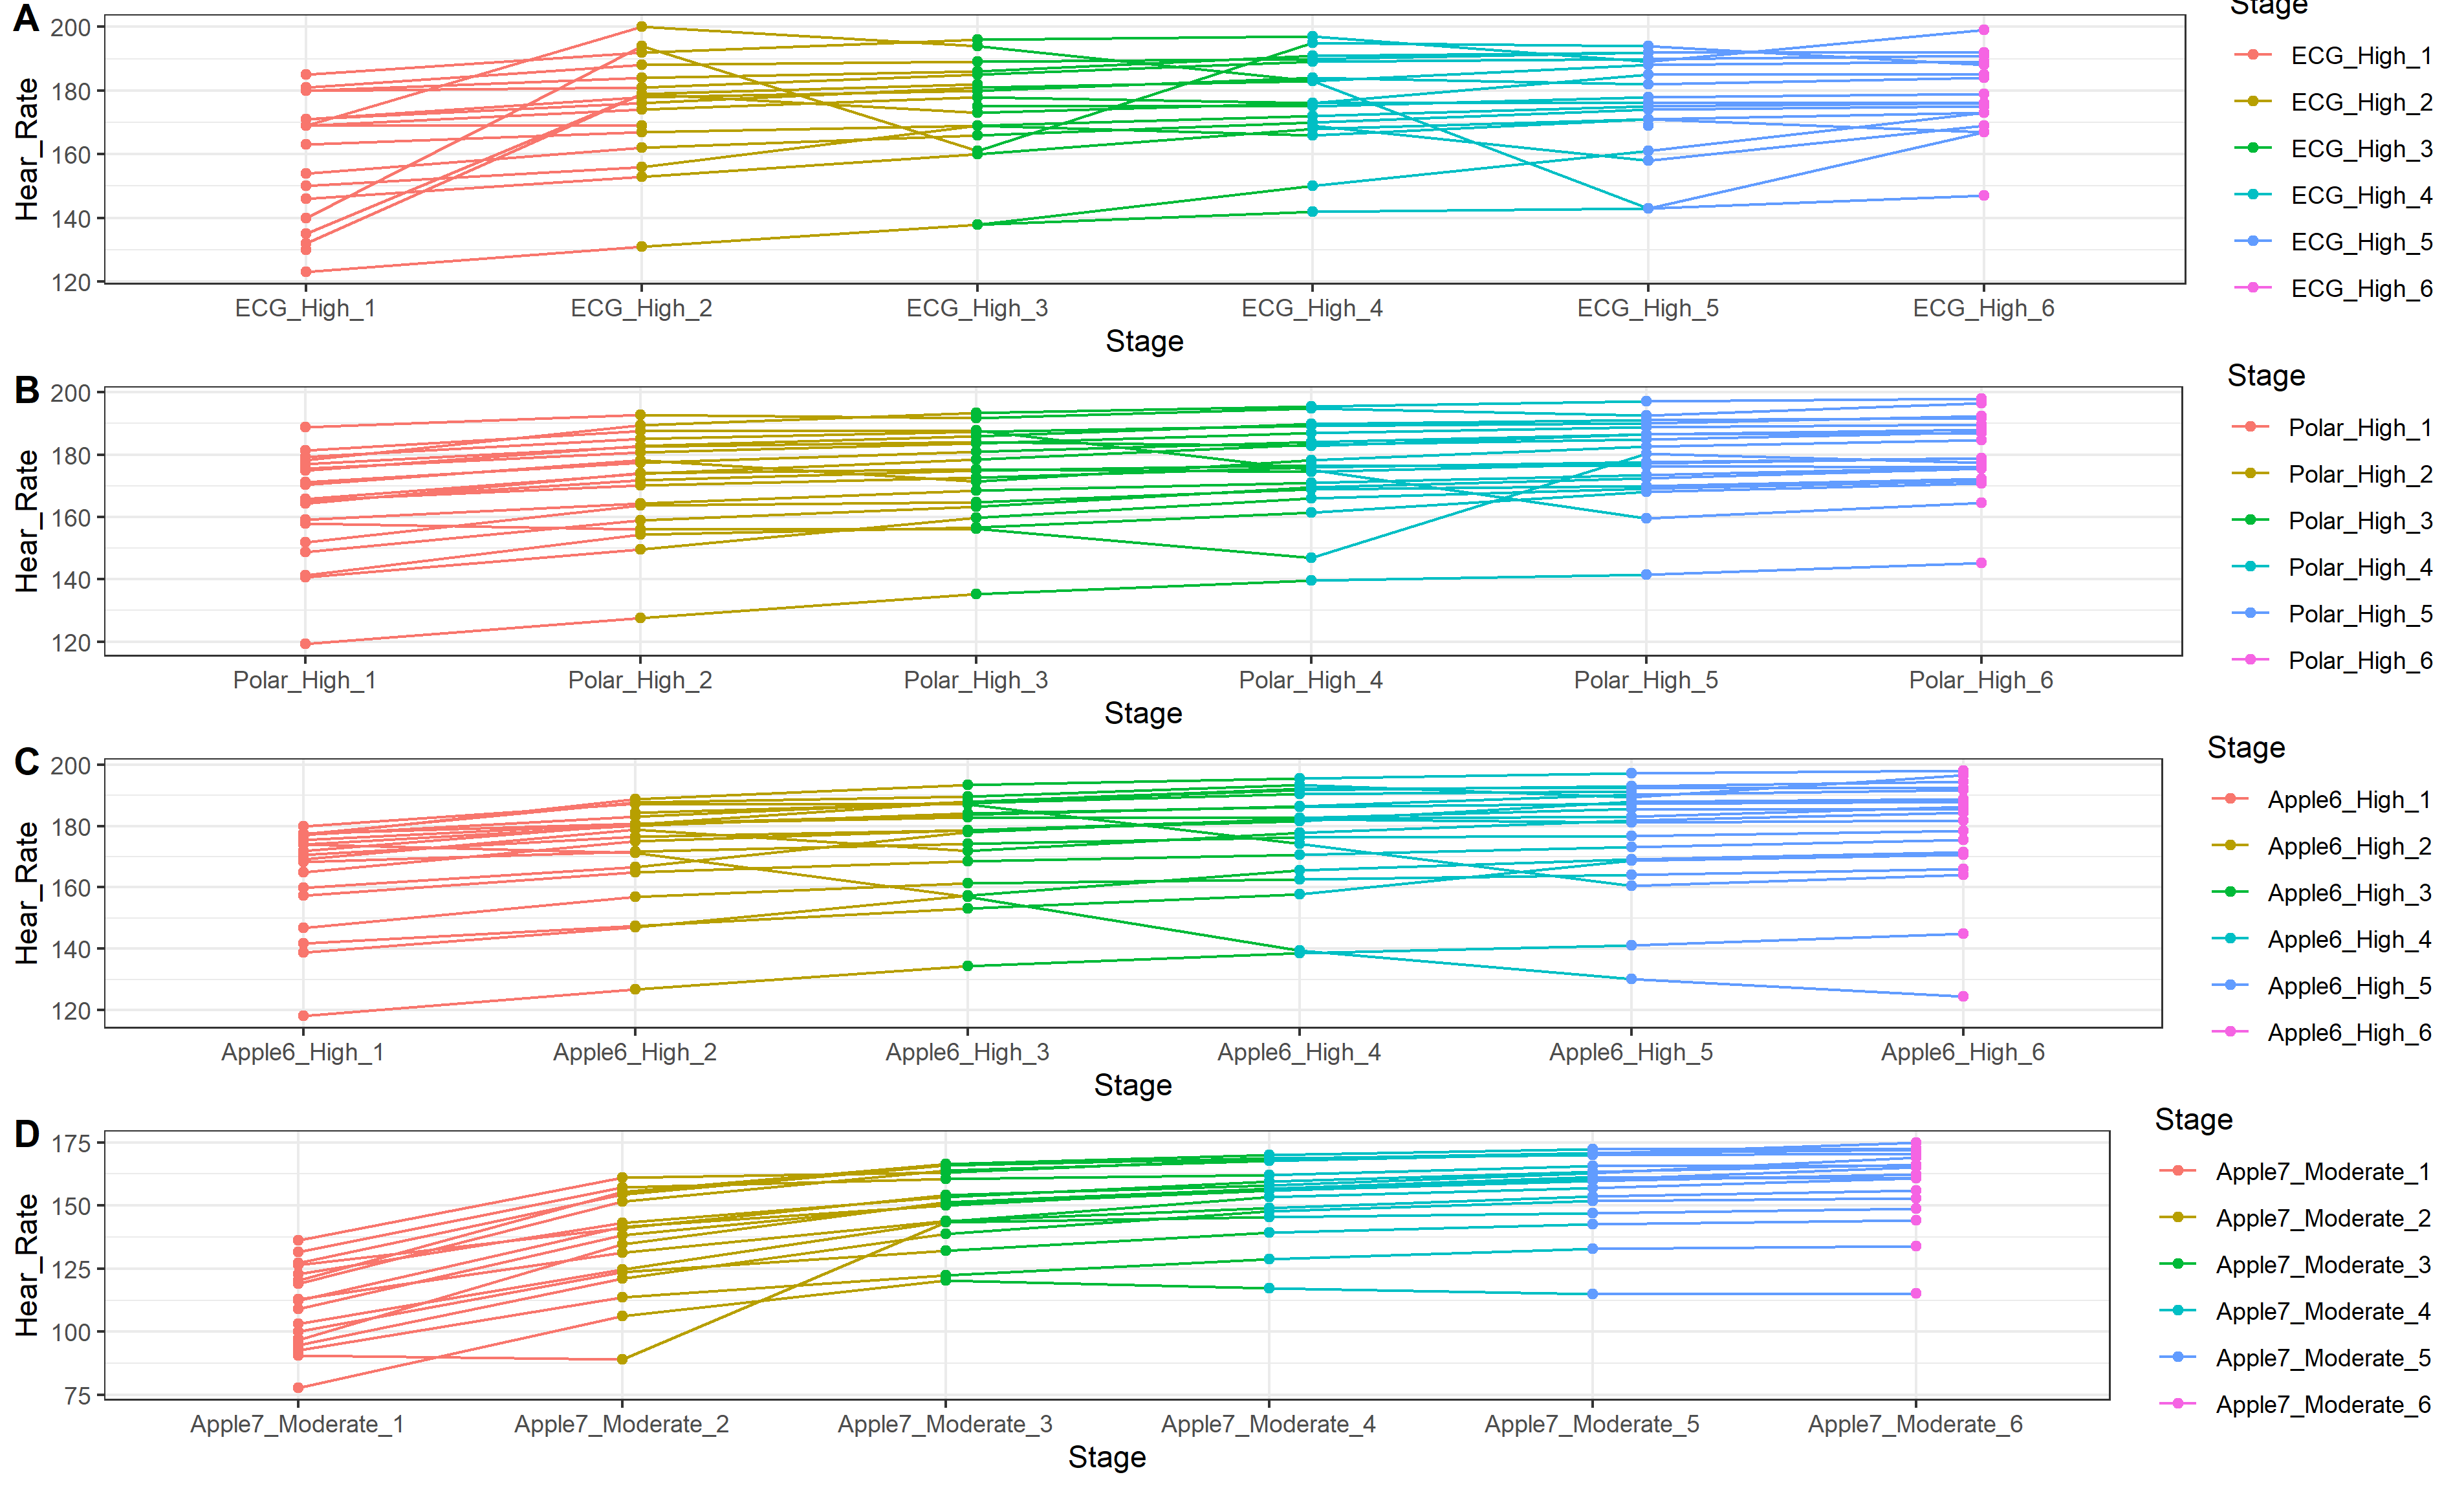 A
Stage
Hear_Rate
200
180
160
140
120
ECG_High_1 ECG_High_2 ECG_High_3 ECG_High_4 ECG_High_5 ECG_High_6
Stage
ECG_High_1
ECG_High_2
ECG_High_3
ECG_High_4
ECG_High_5
ECG_High_6
B
Hear_Rate
200
180
160
140
120
Polar_High_1 Polar_High_2 Polar_High_3 Polar_High_4 Polar_High_5 Polar_High_6
Stage
Stage
Polar_High_1
Polar_High_2
Polar_High_3
Polar_High_4
Polar_High_5
Polar_High_6
C
Hear_Rate
200
180
160
140
120
Apple6_High_1 Apple6_High_2 Apple6_High_3 Apple6_High_4 Apple6_High_5 Apple6_High_6
Stage
Stage
Apple6_High_1
Apple6_High_2
Apple6_High_3
Apple6_High_4
Apple6_High_5
Apple6_High_6
D
Hear_Rate
175
150
125
100
75
Apple7_Moderate_1 Apple7_Moderate_2 Apple7_Moderate_3 Apple7_Moderate_4 Apple7_Moderate_5 Apple7_Moderate_6
Stage
Stage
Apple7_Moderate_1
Apple7_Moderate_2
Apple7_Moderate_3
Apple7_Moderate_4
Apple7_Moderate_5
Apple7_Moderate_6